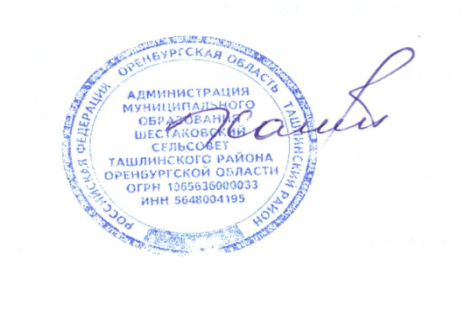 РОССИЙСКАЯ ФЕДЕРАЦИЯ ОРЕНБУРГСКАЯ ОБЛАСТЬ ТАШЛИНСКИЙ РАЙОН
АДМИНИСТРАЦИЯ
МУНИЦИПАЛЬНОГО
ОБРАЗОВАНИЯ
ШЕСТАКОВСКИЙ
СЕЛЬСОВЕТ
ТАШЛИНСКОГО РАЙОНА
ОРЕНБУРГСКОЙ ОБЛАСТИ
ОГРН 1065636000033
ИНН 5648004195